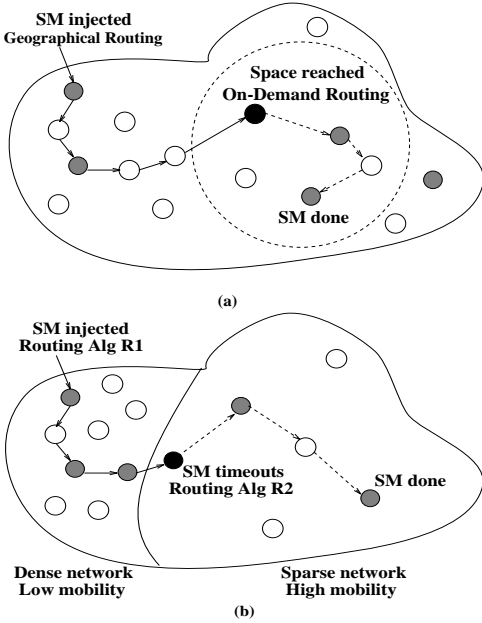 SM injected
Geographical Routing
Space reached
On-Demand Routing
SM done
(a)
SM injected
Routing Alg R1
SM timeouts
Routing Alg R2
SM done
Dense network
Low mobility
Sparse network
High mobility
(b)